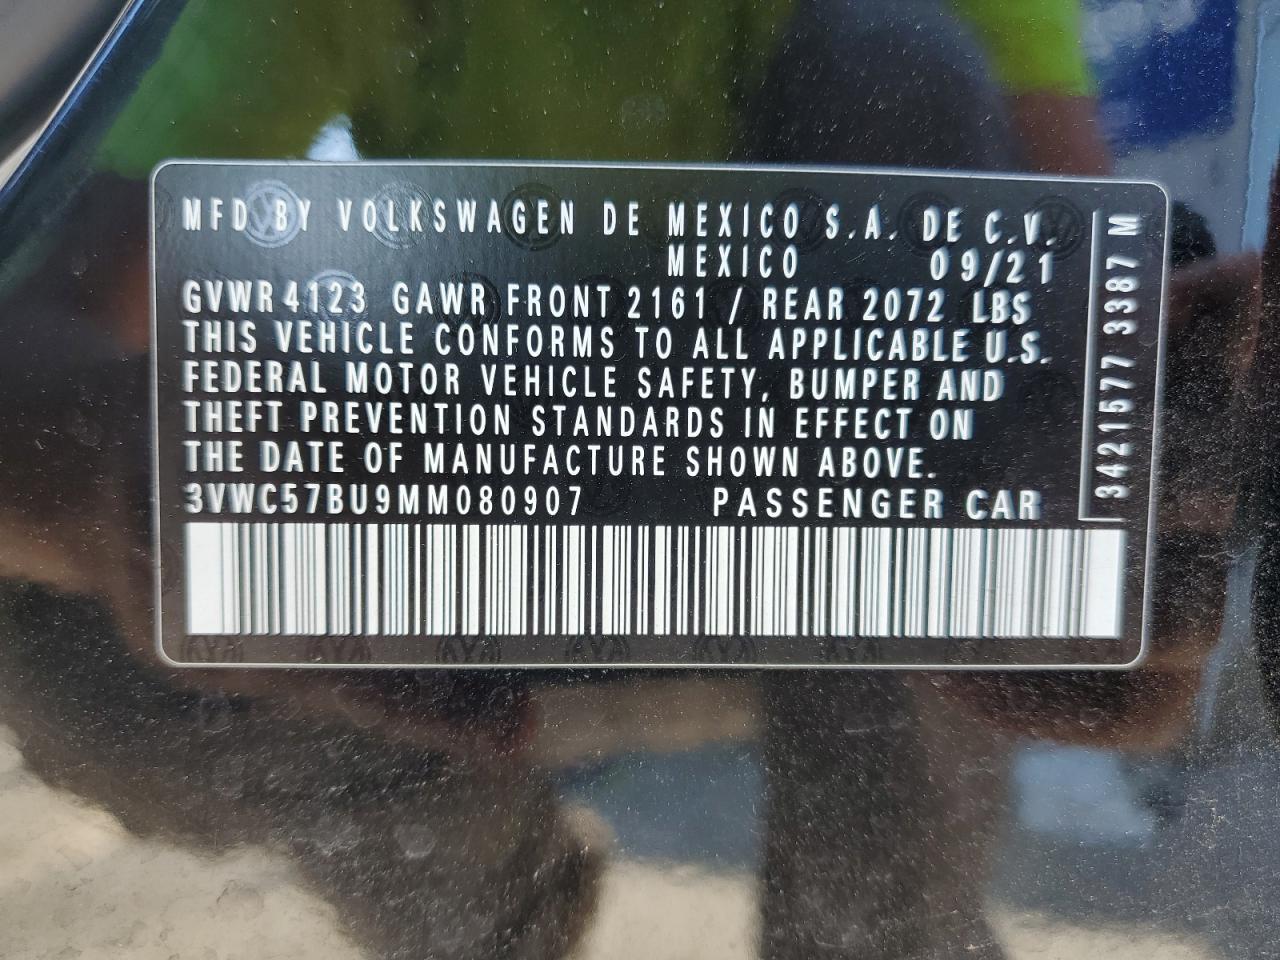 MFD BY VOLKSWAGEN DE MEXICO S.A. DE C.V.
MEXICO 09/21
GVWR 4123 GAWR FRONT 2161 / REAR 2072 LBS
THIS VEHICLE CONFORMS TO ALL APPLICABLE U.S.
FEDERAL MOTOR VEHICLE SAFETY, BUMPER AND
THEFT PREVENTION STANDARDS IN EFFECT ON
THE DATE OF MANUFACTURE SHOWN ABOVE.
3VWC57BU9MM080907 PASSENGER CAR
3421577 3387 M